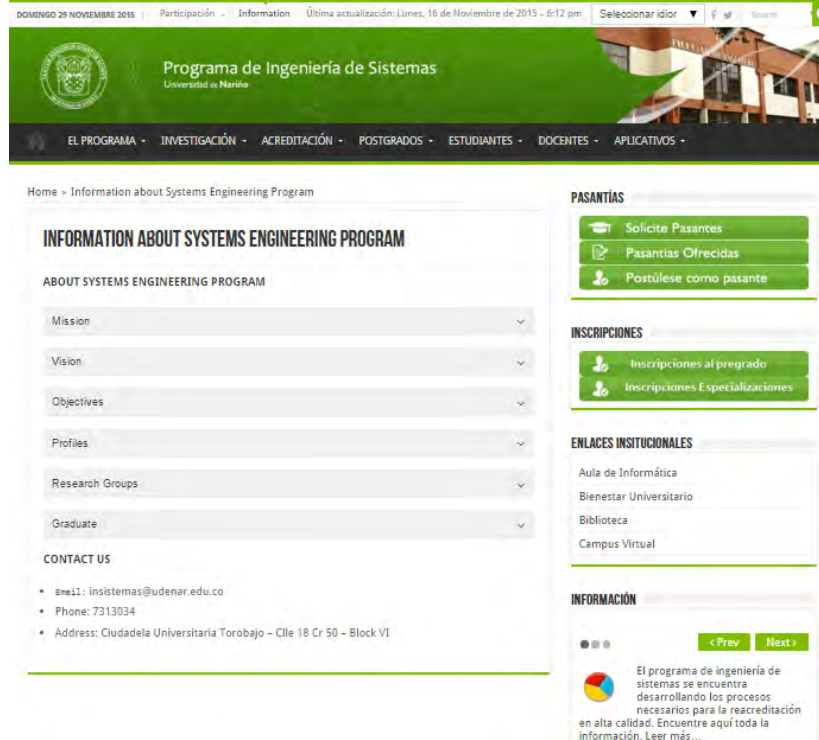 DOMINGO 29 NOVIEMBRE 2015 Participación Information Última actualización: Lunes, 16 de Noviembre de 2015 - 6:12 pm Seleccionar idior Search
Programa de Ingeniería de Sistemas
Universidad de Nariño
EL PROGRAMA INVESTIGACIÓN ACREDITACIÓN POSTGRADOS ESTUDIANTES DOCENTES APLICATIVOS
Home » Information about Systems Engineering Program
INFORMATION ABOUT SYSTEMS ENGINEERING PROGRAM
ABOUT SYSTEMS ENGINEERING PROGRAM
Mission
Vision
Objectives
Profiles
Research Groups
Graduate
CONTACT US
• Email: insistemas@udenar.edu.co
• Phone: 7313034
• Address: Ciudadela Universitaria Torobajo – Clle 18 Cr 50 – Block VI
PASANTÍAS
Solicite Pasantes
Pasantias Ofrecidas
Postúlese como pasante
INSCRIPCIONES
Inscripciones al pregrado
Inscripciones Especializaciones
ENLACES INSITUCIONALES
Aula de Informática
Bienestar Universitario
Biblioteca
Campus Virtual
INFORMACIÓN
‹ Prev Next ›
El programa de ingeniería de
sistemas se encuentra
desarrollando los procesos
necesarios para la reacreditación
en alta calidad. Encuentre aquí toda la
información. Leer más...